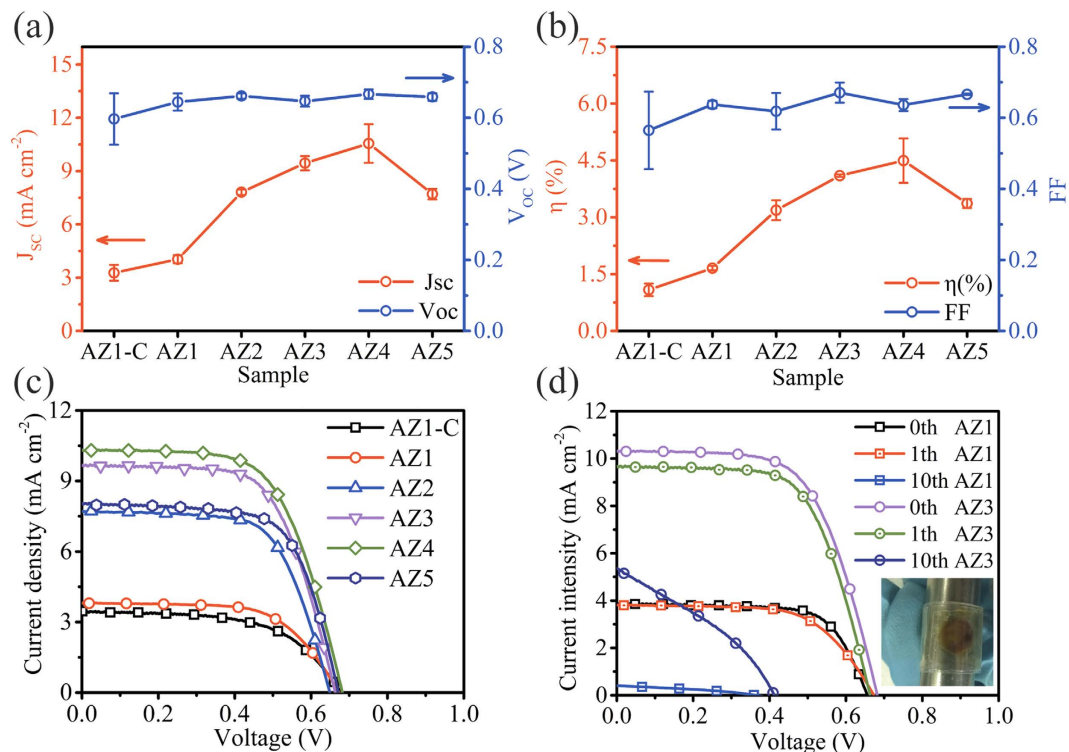 (a)
15
12
9
6
3
0
J_SC (mA cm⁻²)
0.8
0.6
0.4
0.2
0.0
V_OC (V)
Jsc
Voc
AZ1-C AZ1 AZ2 AZ3 AZ4 AZ5
Sample
(b)
7.5
6.0
4.5
3.0
1.5
0.0
η (%)
0.8
0.6
0.4
0.2
0.0
FF
η(%)
FF
AZ1-C AZ1 AZ2 AZ3 AZ4 AZ5
Sample
(c)
12
9
6
3
0
Current density (mA cm⁻²)
AZ1-C
AZ1
AZ2
AZ3
AZ4
AZ5
0.0 0.2 0.4 0.6 0.8 1.0
Voltage (V)
(d)
12
10
8
6
4
2
0
Current intensity (mA cm⁻²)
0th AZ1
1th AZ1
10th AZ1
0th AZ3
1th AZ3
10th AZ3
0.0 0.2 0.4 0.6 0.8 1.0
Voltage (V)